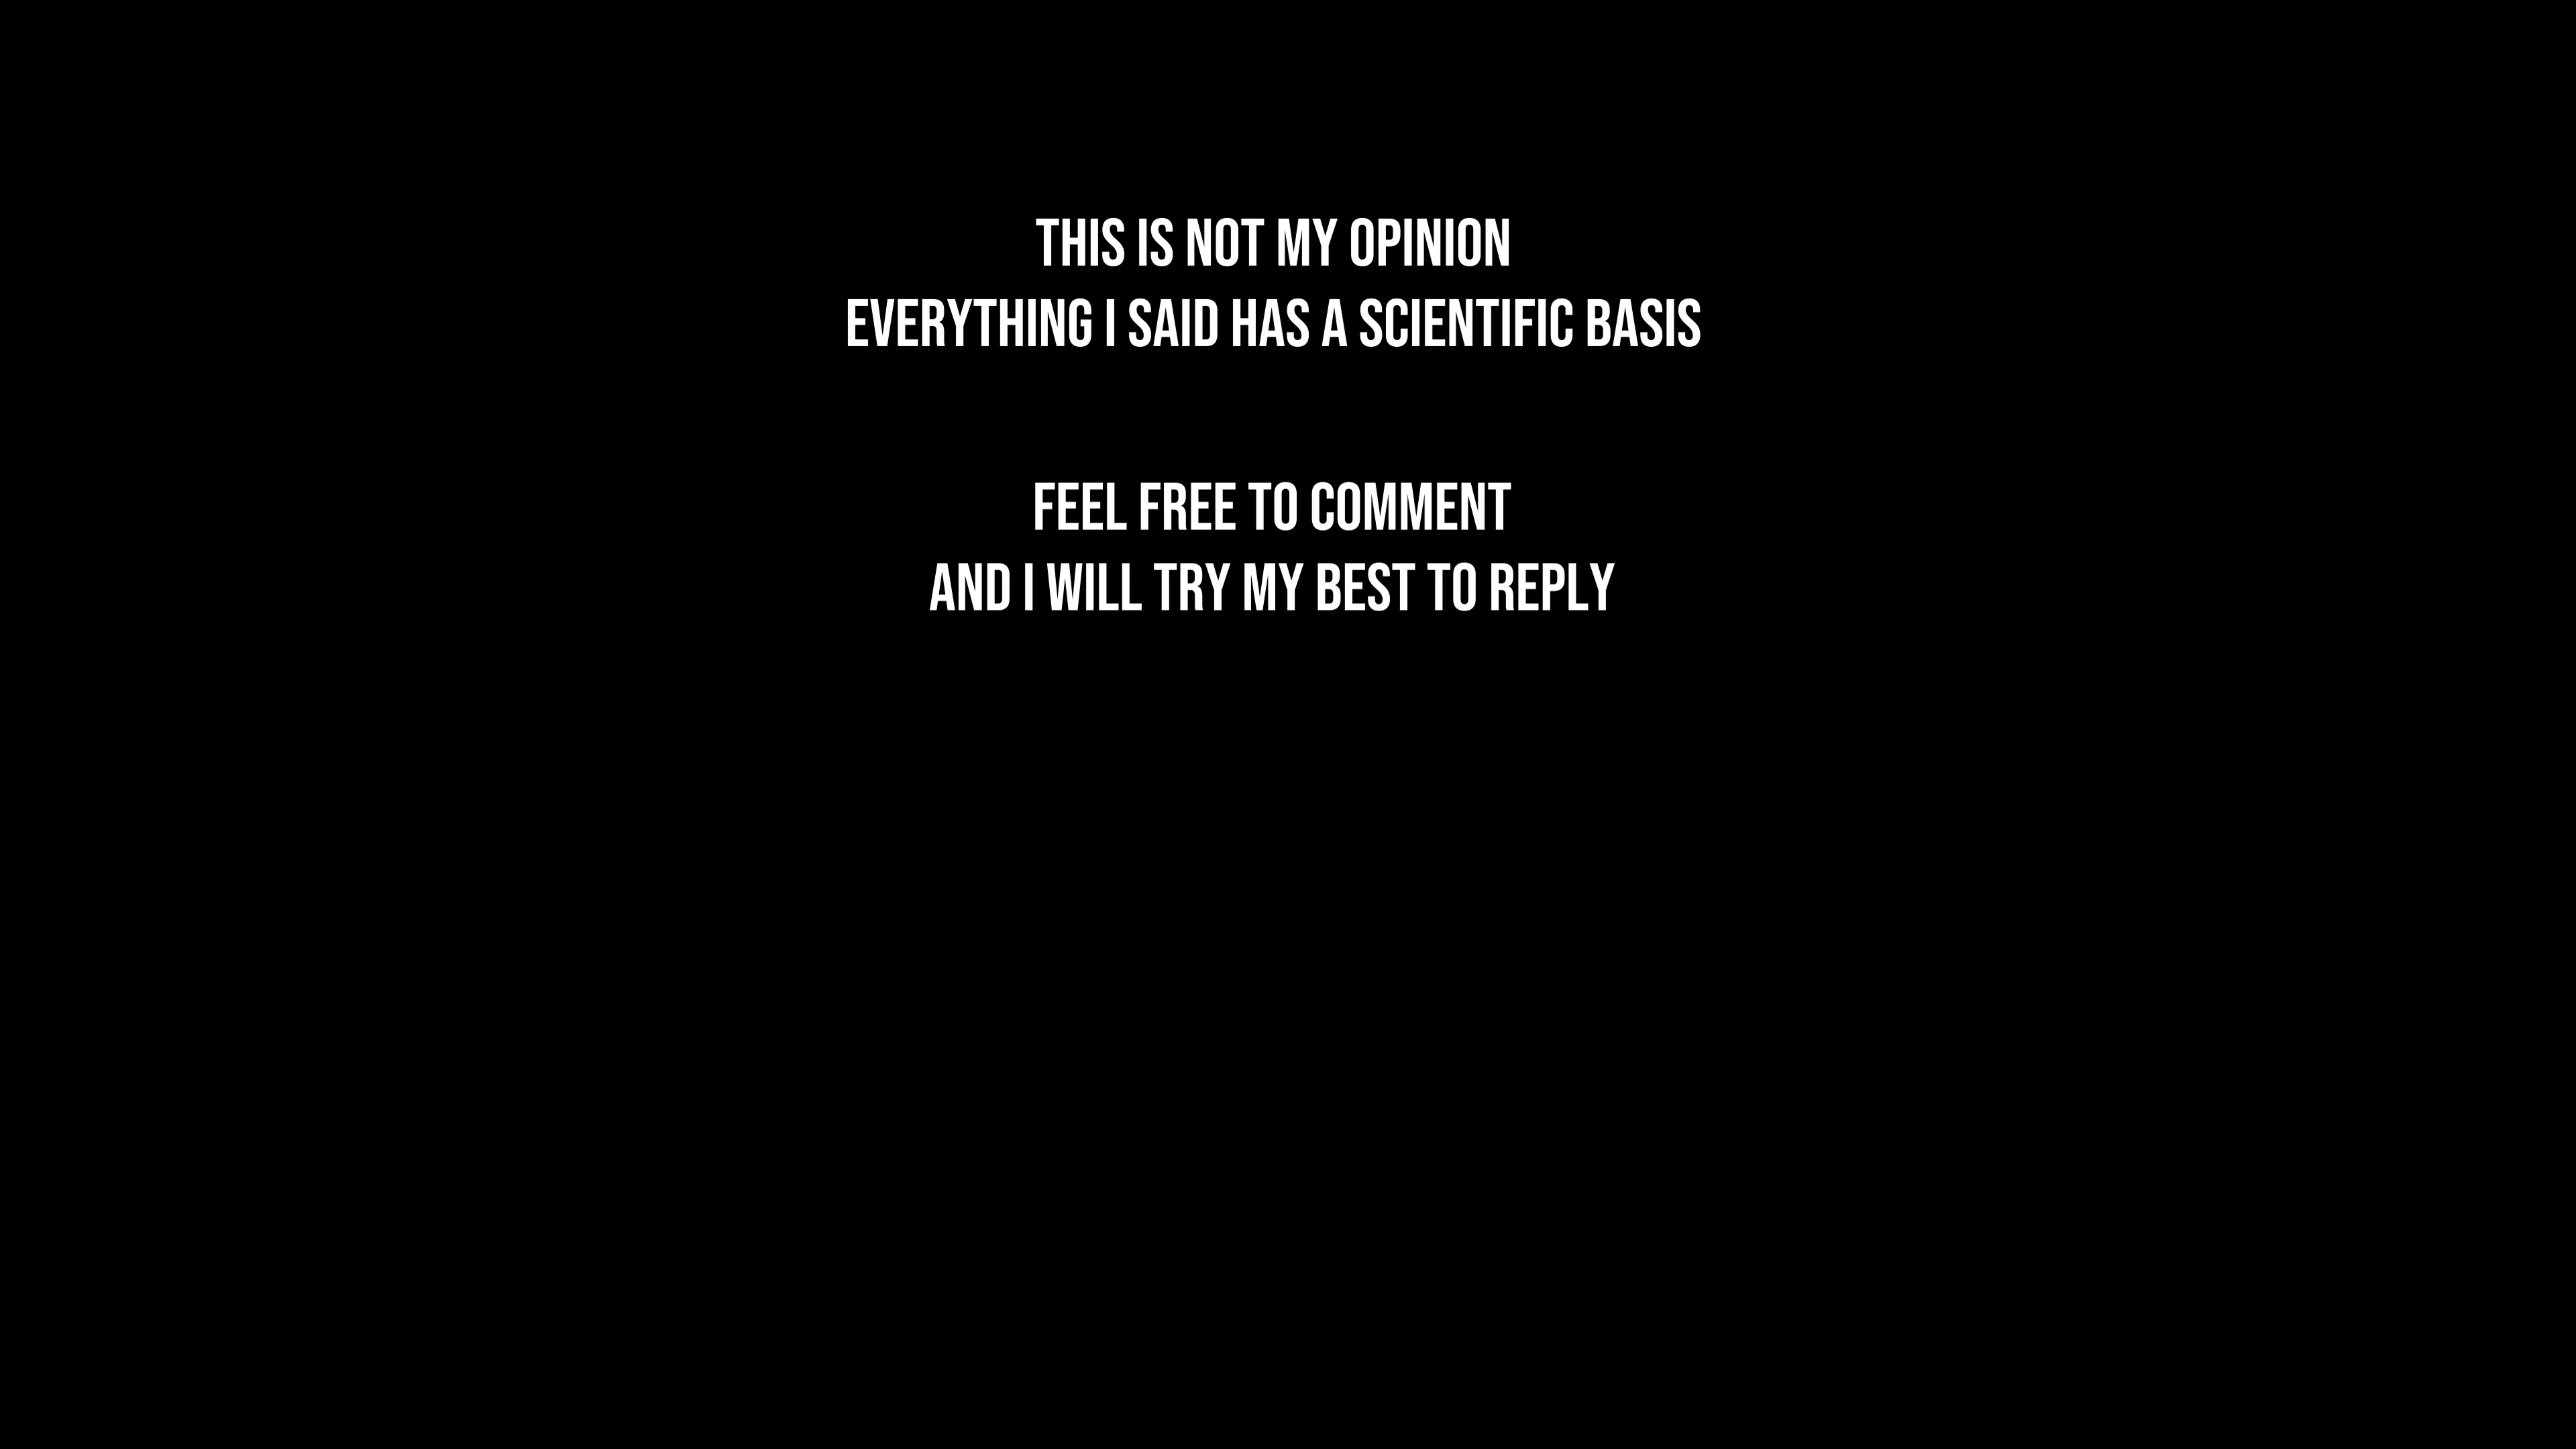 THIS IS NOT MY OPINION
EVERYTHING I SAID HAS A SCIENTIFIC BASIS
FEEL FREE TO COMMENT
AND I WILL TRY MY BEST TO REPLY